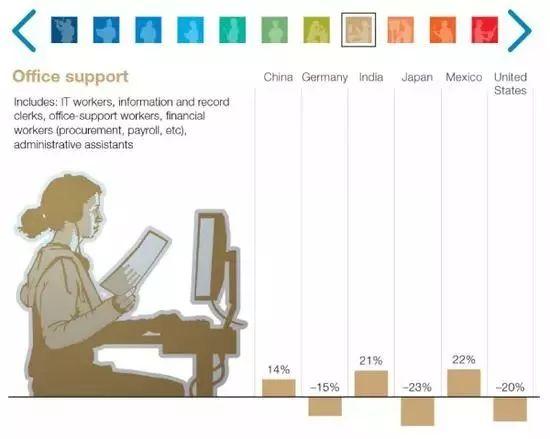 Office support
Includes: IT workers, information and record
clerks, office-support workers, financial
workers (procurement, payroll, etc),
administrative assistants
China Germany India Japan Mexico United
States
14% –15% 21% –23% 22% –20%